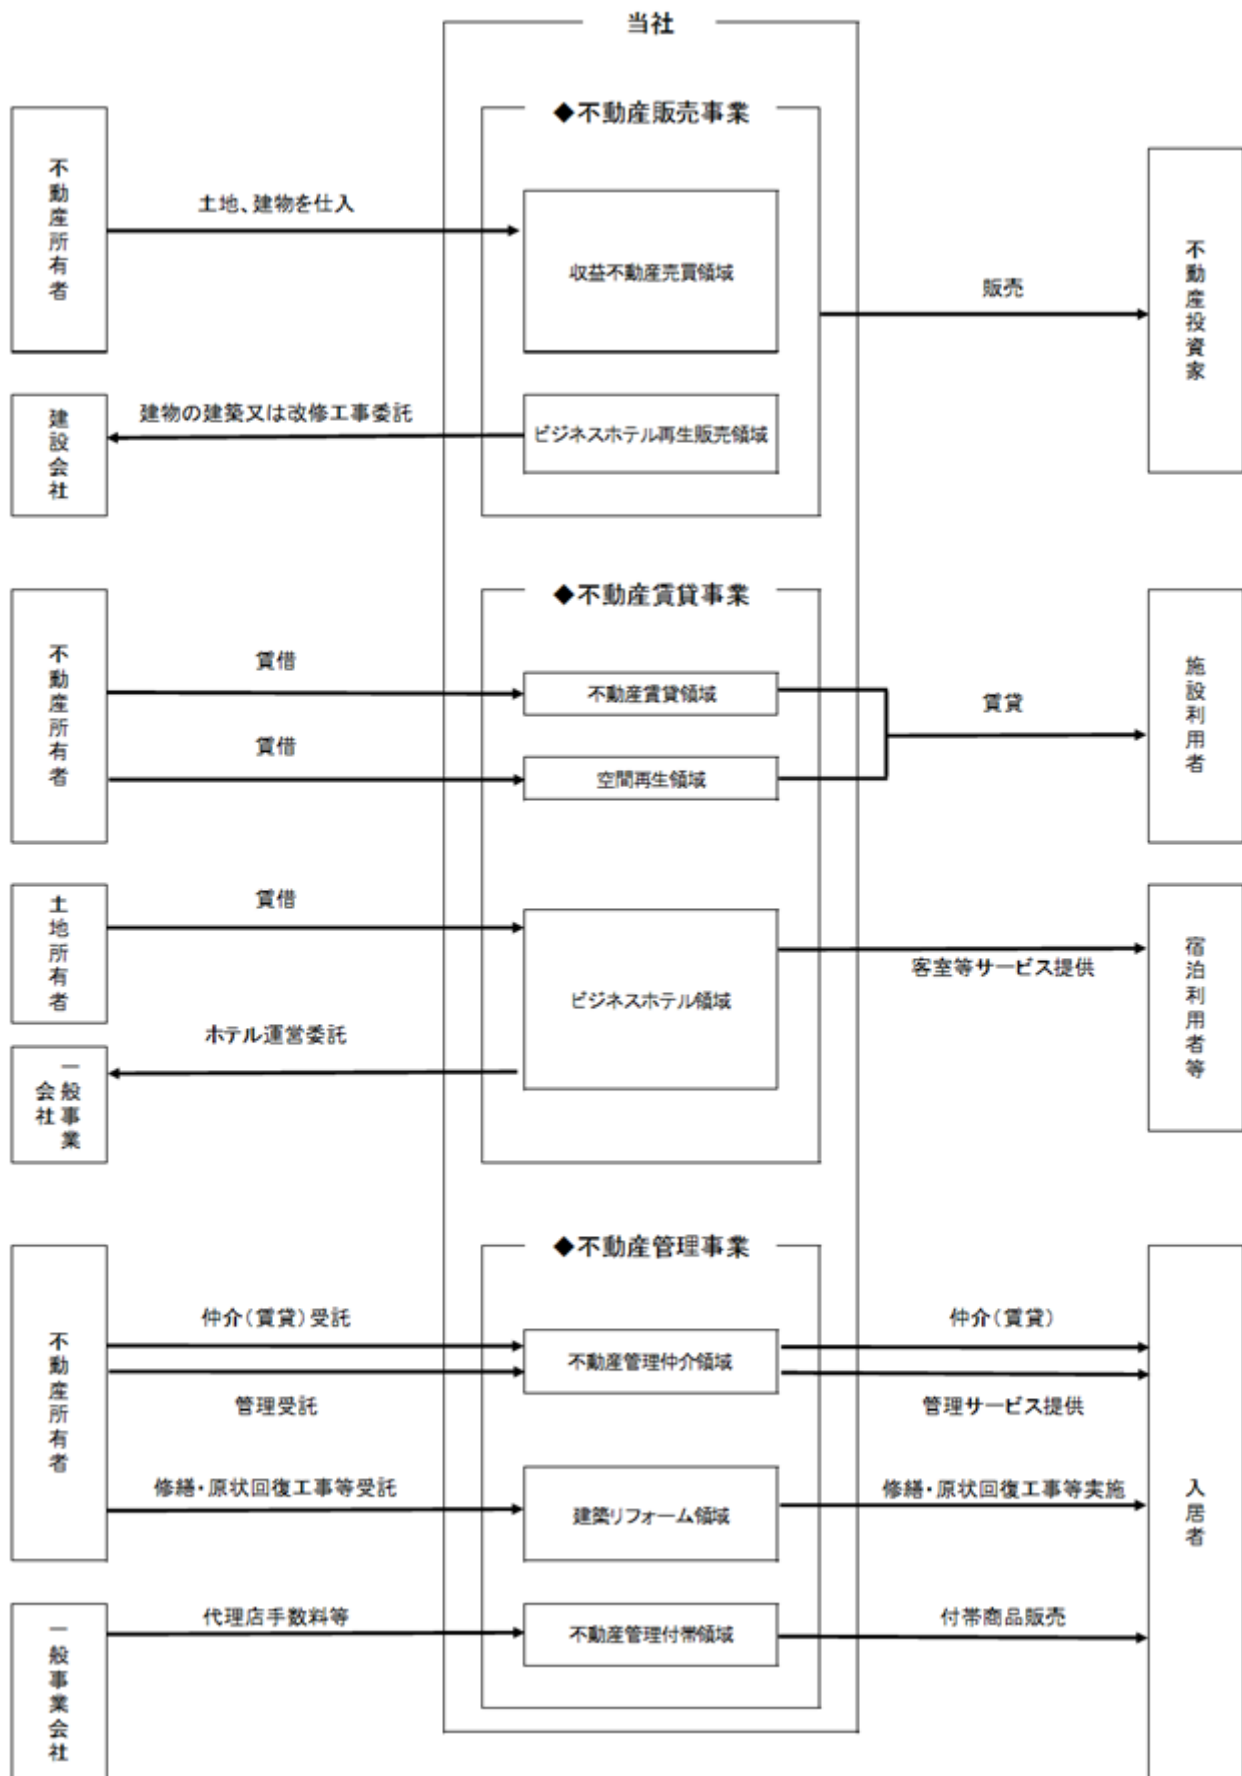 当社
◆不動産販売事業
不動産所有者
土地、建物を仕入
収益不動産売買領域
販売
不動産投資家
建設会社
建物の建築又は改修工事委託
ビジネスホテル再生販売領域
◆不動産賃貸事業
不動産所有者
賃借
不動産賃貸領域
賃貸
施設利用者
賃借
空間再生領域
土地所有者
賃借
ビジネスホテル領域
客室等サービス提供
宿泊利用者等
ホテル運営委託
一般事業
会社
◆不動産管理事業
不動産所有者
仲介(賃貸)受託
不動産管理仲介領域
仲介(賃貸)
管理受託
管理サービス提供
修繕・原状回復工事等受託
建築リフォーム領域
修繕・原状回復工事等実施
入居者
一般事業会社
代理店手数料等
不動産管理付帯領域
付帯商品販売